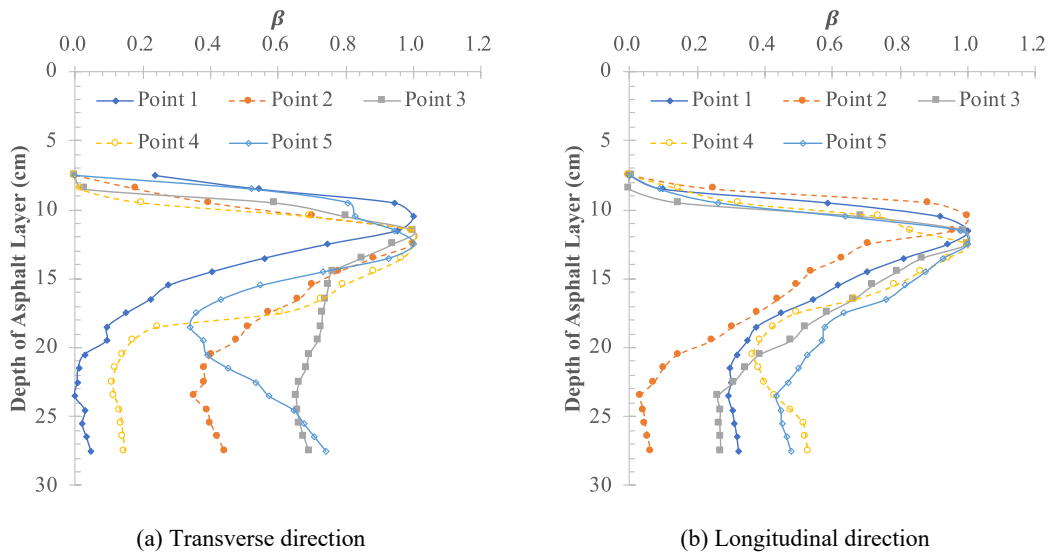 β
0.0 0.2 0.4 0.6 0.8 1.0 1.2
0
5
10
15
20
25
30
Depth of Asphalt Layer (cm)
Point 1 Point 2 Point 3
Point 4 Point 5
(a) Transverse direction
β
0.0 0.2 0.4 0.6 0.8 1.0 1.2
0
5
10
15
20
25
30
Depth of Asphalt Layer (cm)
Point 1 Point 2 Point 3
Point 4 Point 5
(b) Longitudinal direction